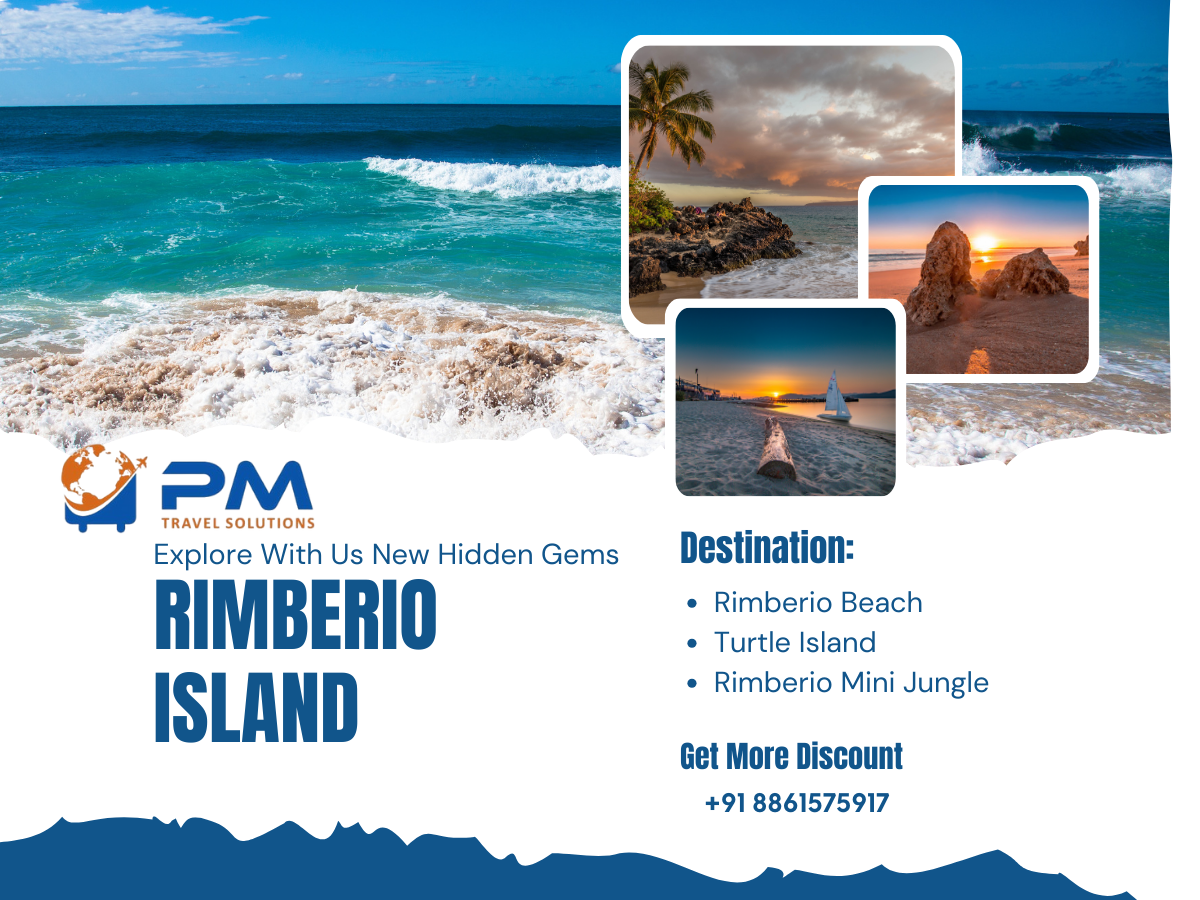 PM
TRAVEL SOLUTIONS
Explore With Us New Hidden Gems
RIMBERIO
ISLAND
Destination:
Rimberio Beach
Turtle Island
Rimberio Mini Jungle
Get More Discount
+91 8861575917